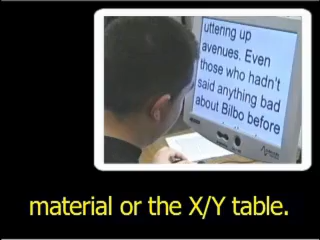 uttering up
avenues. Even
those who hadn't
said anything bad
about Bilbo before
material or the X/Y table.